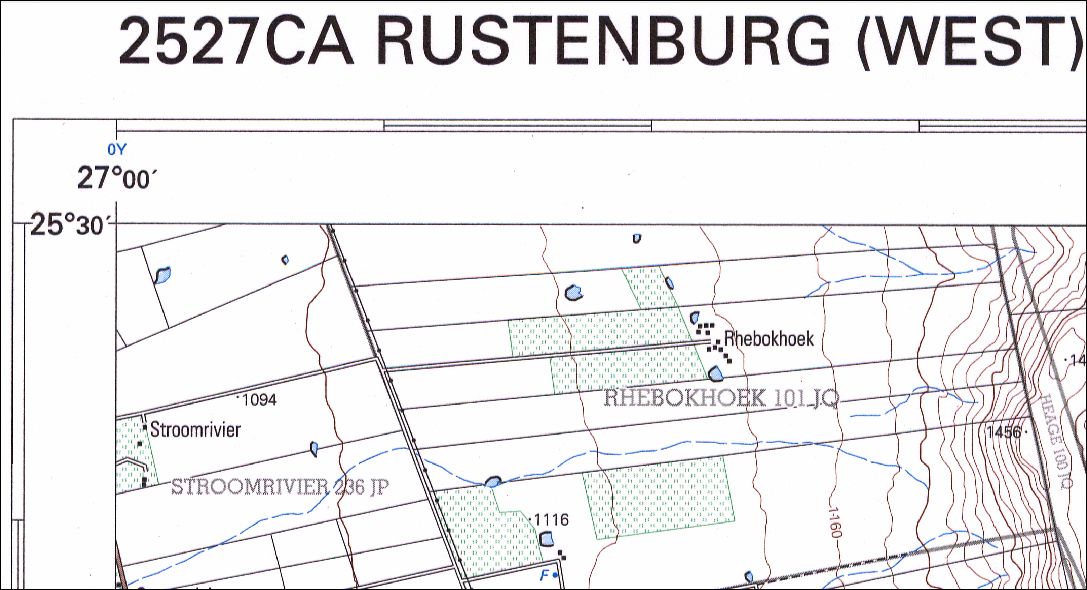 2527CA RUSTENBURG (WEST)
0Y
27°00′
25°30′
Rhebokhoek
RHEBOKHOEK 101 JQ
1094
Stroomrivier
STROOMRIVIER 236 JP
1456
HEAGE 100 JQ
1116
1160
F